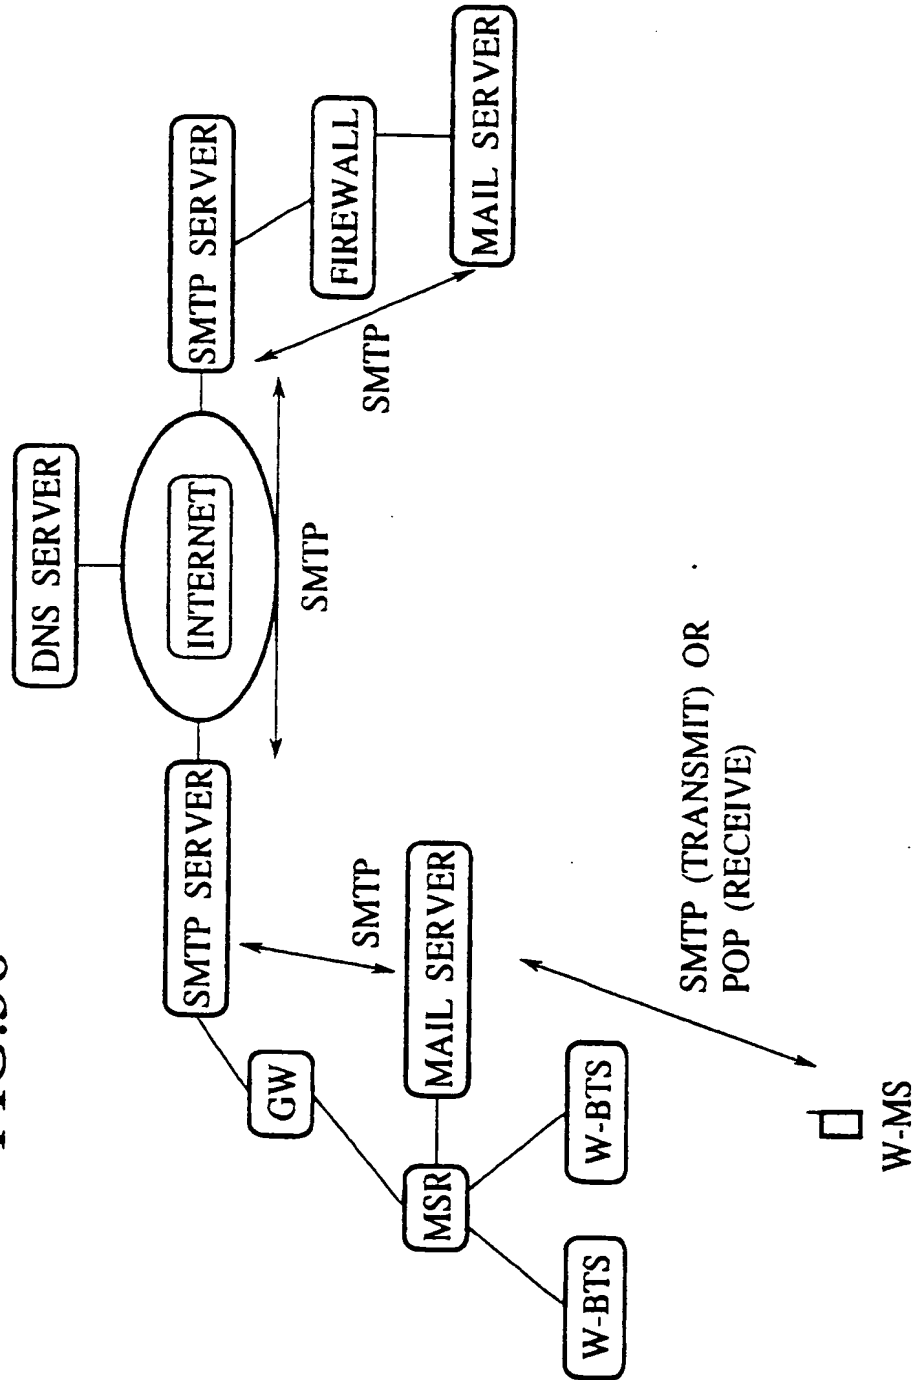 DNS SERVER
SMTP SERVER
INTERNET
SMTP SERVER
GW
SMTP
FIREWALL
SMTP
SMTP
MSR
MAIL SERVER
MAIL SERVER
W-BTS
W-BTS
SMTP (TRANSMIT) OR
POP (RECEIVE)
W-MS